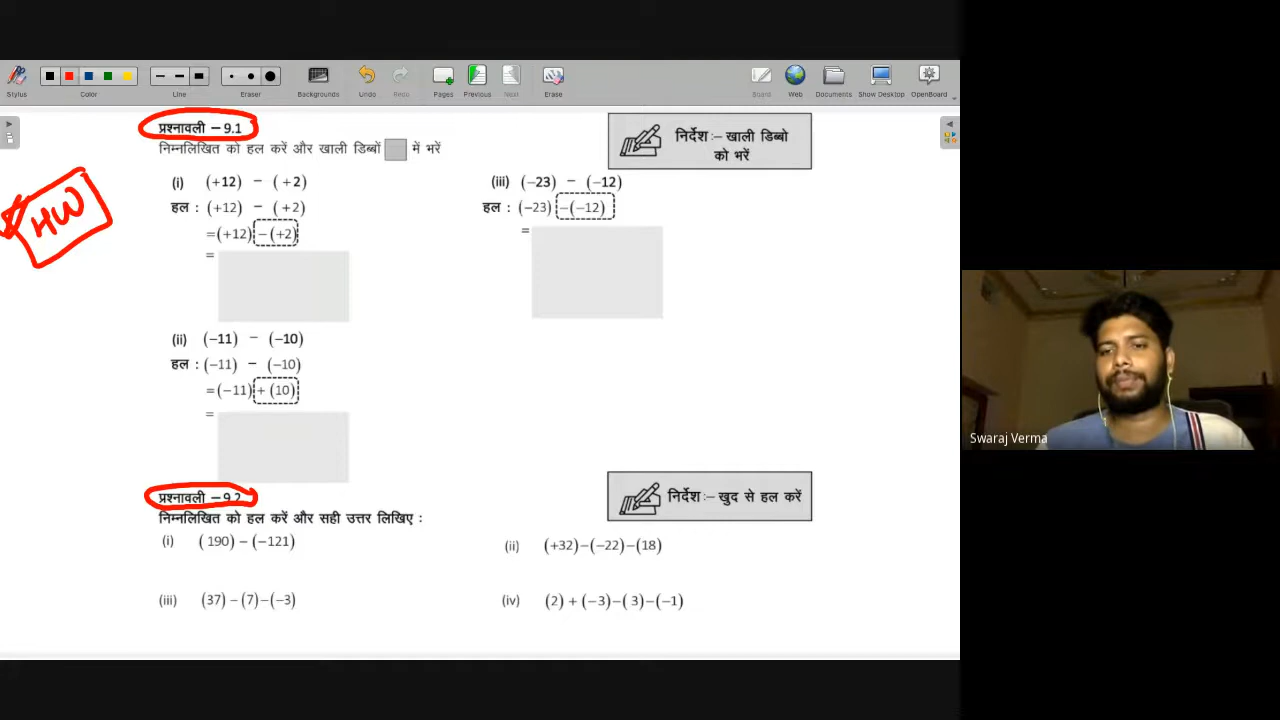 Stylus
Color
Line
Eraser
Backgrounds
Undo
Redo
Pages
Previous
Next
Erase
Board
Web
Documents
Show Desktop
OpenBoard
प्रश्नावली – 9.1
निम्नलिखित को हल करें और खाली डिब्बों में भरें
निर्देश :– खाली डिब्बो
को भरें
HW
(i) (+12) − (+2)
हल : (+12) − (+2)
= (+12) −(+2)
=
(iii) (−23) − (−12)
हल : (−23) −(−12)
=
(ii) (−11) − (−10)
हल : (−11) − (−10)
= (−11) + (10)
=
Swaraj Verma
प्रश्नावली – 9.2
निर्देश :– खुद से हल करें
निम्नलिखित को हल करें और सही उत्तर लिखिए :
(i) (190) − (−121)
(ii) (+32)−(−22)−(18)
(iii) (37) − (7)−(−3)
(iv) (2) + (−3)−(3)−(−1)